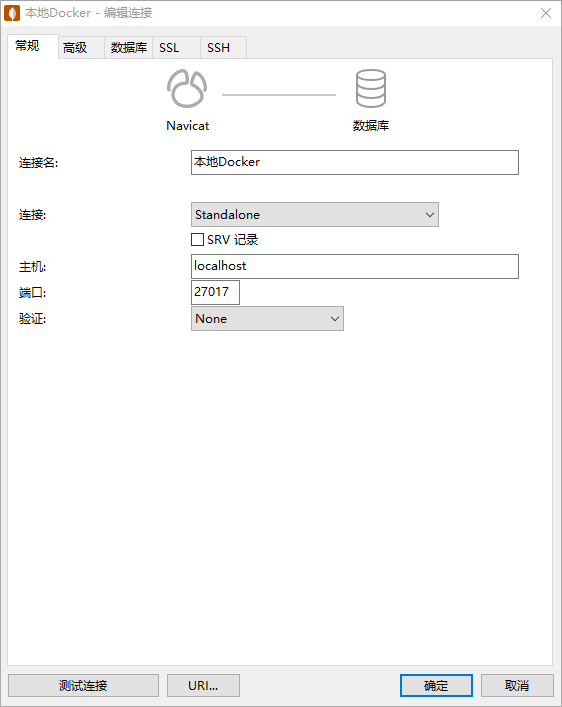 本地Docker - 编辑连接
常规 高级 数据库 SSL SSH
Navicat 数据库
连接名: 本地Docker
连接: Standalone
SRV 记录
主机: localhost
端口: 27017
验证: None
测试连接 URI... 确定 取消